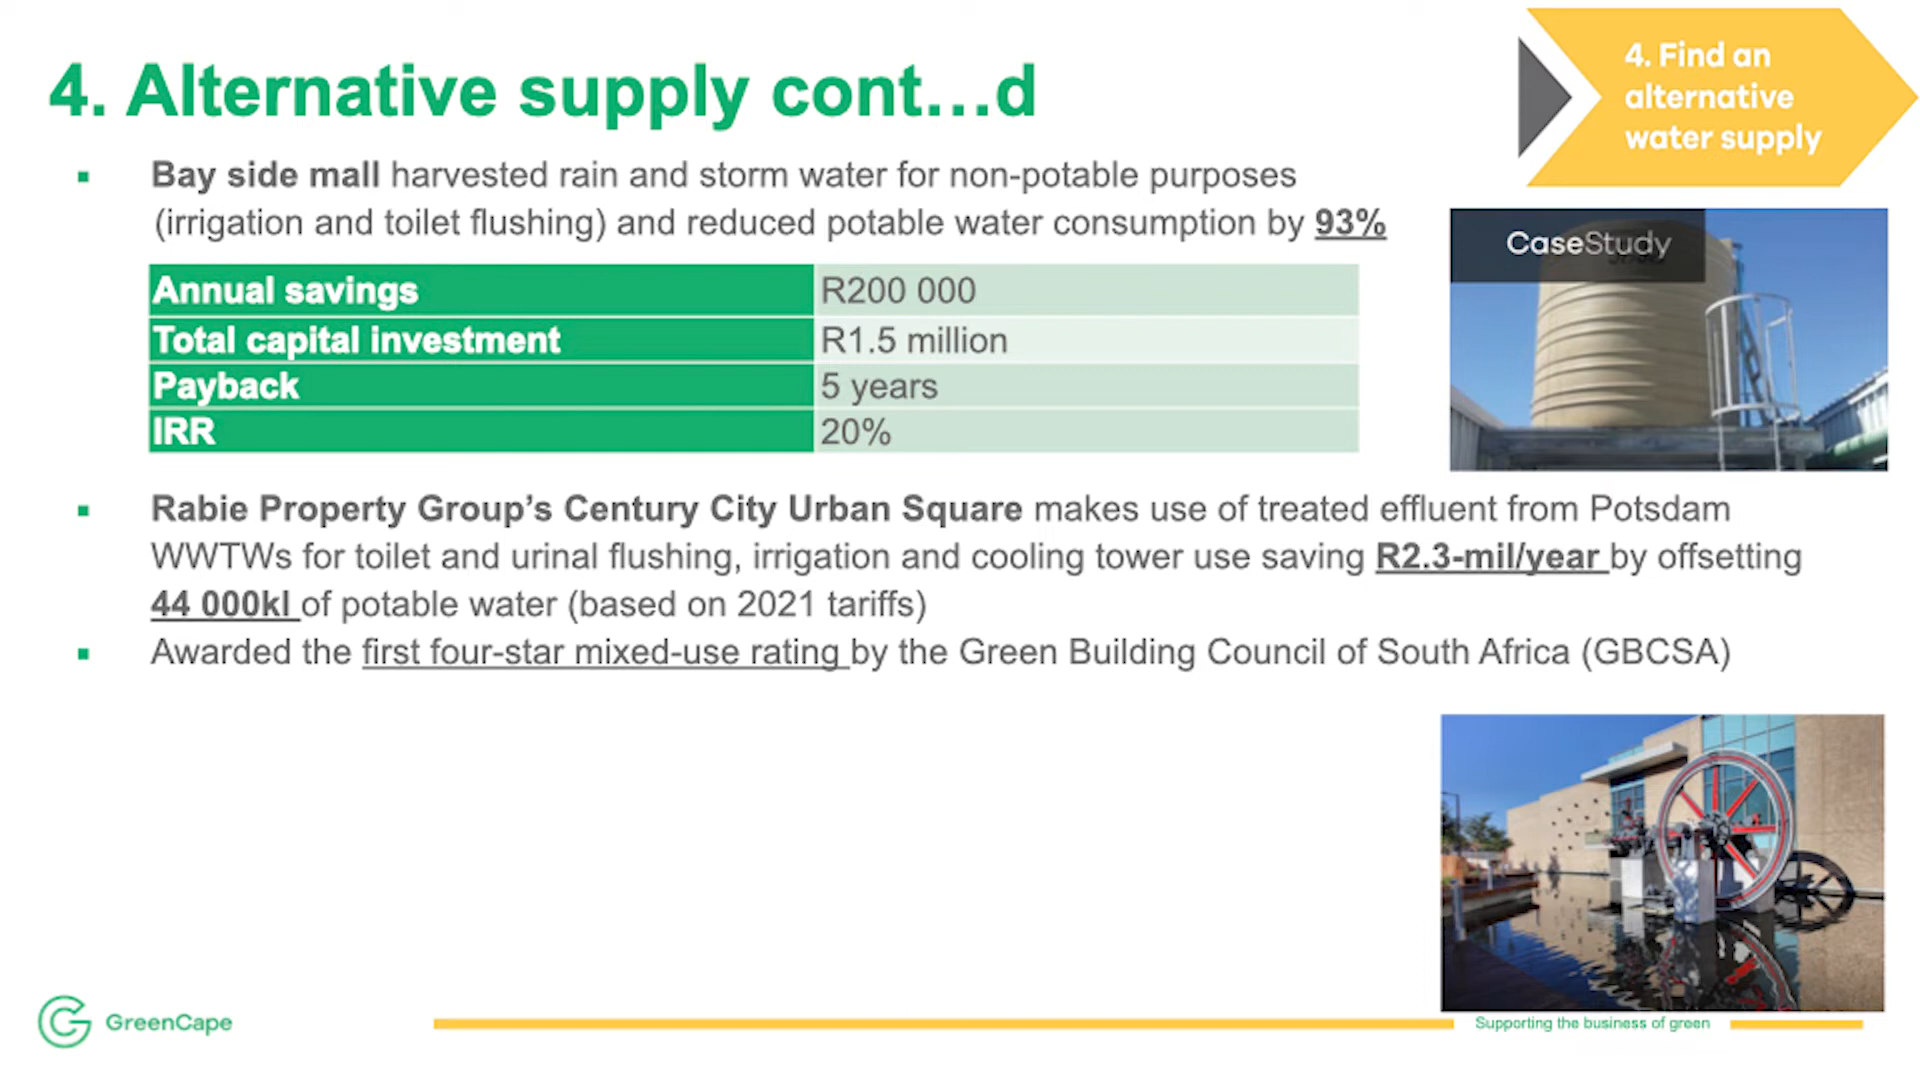 4. Alternative supply cont…d
4. Find an
alternative
water supply
Bay side mall harvested rain and storm water for non-potable purposes
(irrigation and toilet flushing) and reduced potable water consumption by 93%
CaseStudy
Annual savings R200 000
Total capital investment R1.5 million
Payback 5 years
IRR 20%
Rabie Property Group’s Century City Urban Square makes use of treated effluent from Potsdam
WWTWs for toilet and urinal flushing, irrigation and cooling tower use saving R2.3-mil/year by offsetting
44 000kl of potable water (based on 2021 tariffs)
Awarded the first four-star mixed-use rating by the Green Building Council of South Africa (GBCSA)
GreenCape
Supporting the business of green